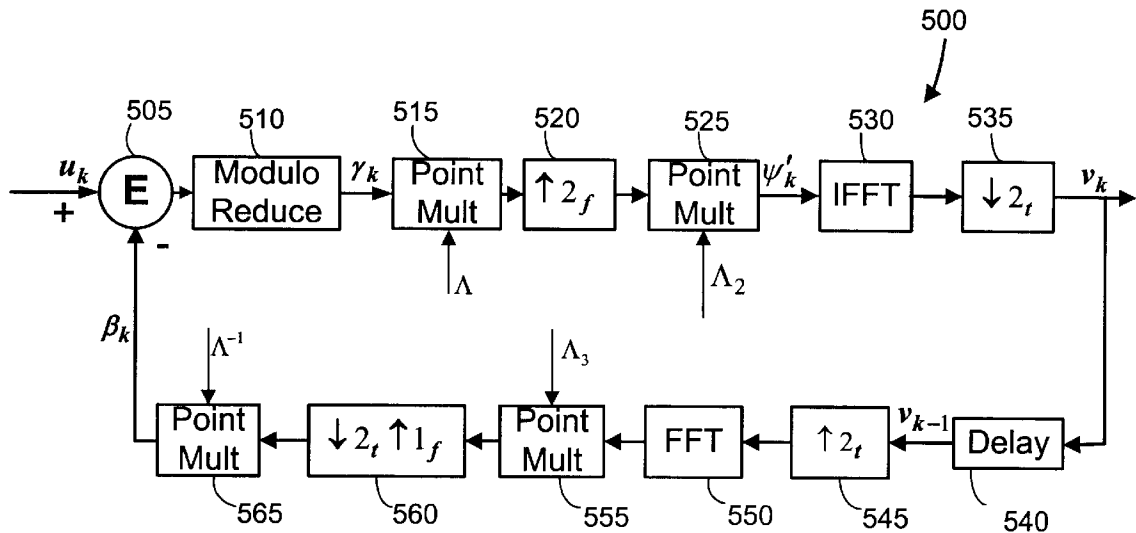 500
505
510
515
520
525
530
535
u_k
+
E
-
Modulo
Reduce
γ_k
Point
Mult
↑ 2_f
Point
Mult
ψ'_k
IFFT
↓ 2_t
v_k
Λ
Λ_2
β_k
Λ^{-1}
Λ_3
Point
Mult
↓ 2_t ↑ 1_f
Point
Mult
FFT
↑ 2_t
v_{k-1}
Delay
565
560
555
550
545
540